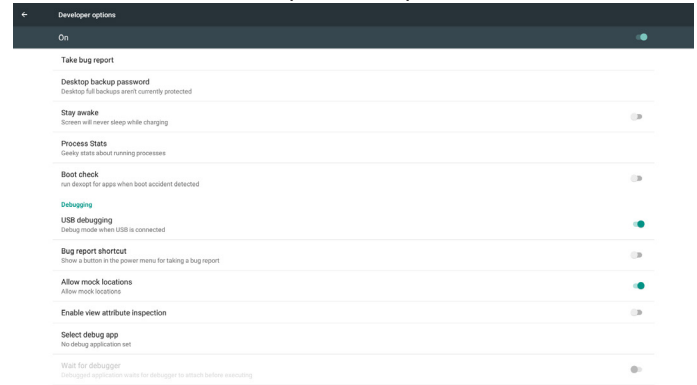 Developer options
On
Take bug report
Desktop backup password
Desktop full backups aren't currently protected
Stay awake
Screen will never sleep while charging
Process Stats
Geeky stats about running processes
Boot check
run dexopt for apps when boot accident detected
Debugging
USB debugging
Debug mode when USB is connected
Bug report shortcut
Show a button in the power menu for taking a bug report
Allow mock locations
Allow mock locations
Enable view attribute inspection
Select debug app
No debug application set
Wait for debugger
Debugged application waits for debugger to attach before executing